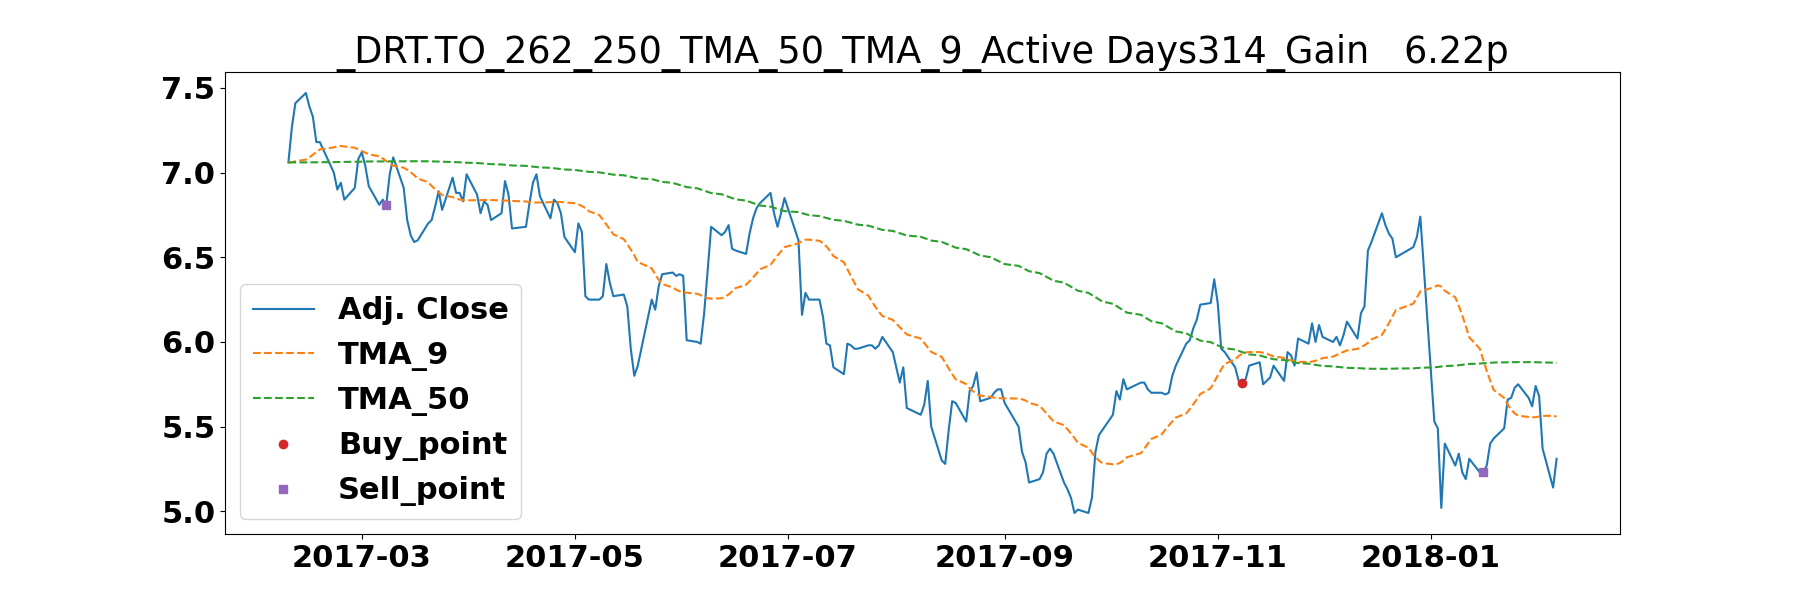 _DRT.TO_262_250_TMA_50_TMA_9_Active Days314_Gain   6.22p
7.5
7.0
6.5
6.0
5.5
5.0
Adj. Close
TMA_9
TMA_50
Buy_point
Sell_point
2017-03 2017-05 2017-07 2017-09 2017-11 2018-01